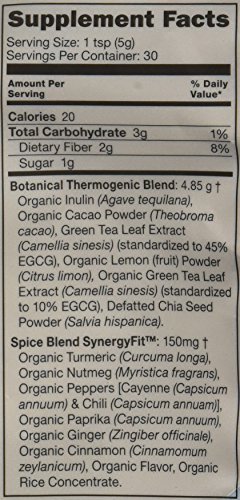 Supplement Facts
Serving Size: 1 tsp (5g)
Servings Per Container: 30
Amount Per Serving % Daily Value*
Calories 20
Total Carbohydrate 3g 1%
Dietary Fiber 2g 8%
Sugar 1g
Botanical Thermogenic Blend: 4.85 g †
Organic Inulin (Agave tequilana),
Organic Cacao Powder (Theobroma
cacao), Green Tea Leaf Extract
(Camellia sinesis) (standardized to 45%
EGCG), Organic Lemon (fruit) Powder
(Citrus limon), Organic Green Tea Leaf
Extract (Camellia sinesis) (standardized
to 10% EGCG), Defatted Chia Seed
Powder (Salvia hispanica).
Spice Blend SynergyFit™: 150mg †
Organic Turmeric (Curcuma longa),
Organic Nutmeg (Myristica fragrans),
Organic Peppers [Cayenne (Capsicum
annuum) & Chili (Capsicum annuam)],
Organic Paprika (Capsicum annuum),
Organic Ginger (Zingiber officinale),
Organic Cinnamon (Cinnamomum
zeylanicum), Organic Flavor, Organic
Rice Concentrate.